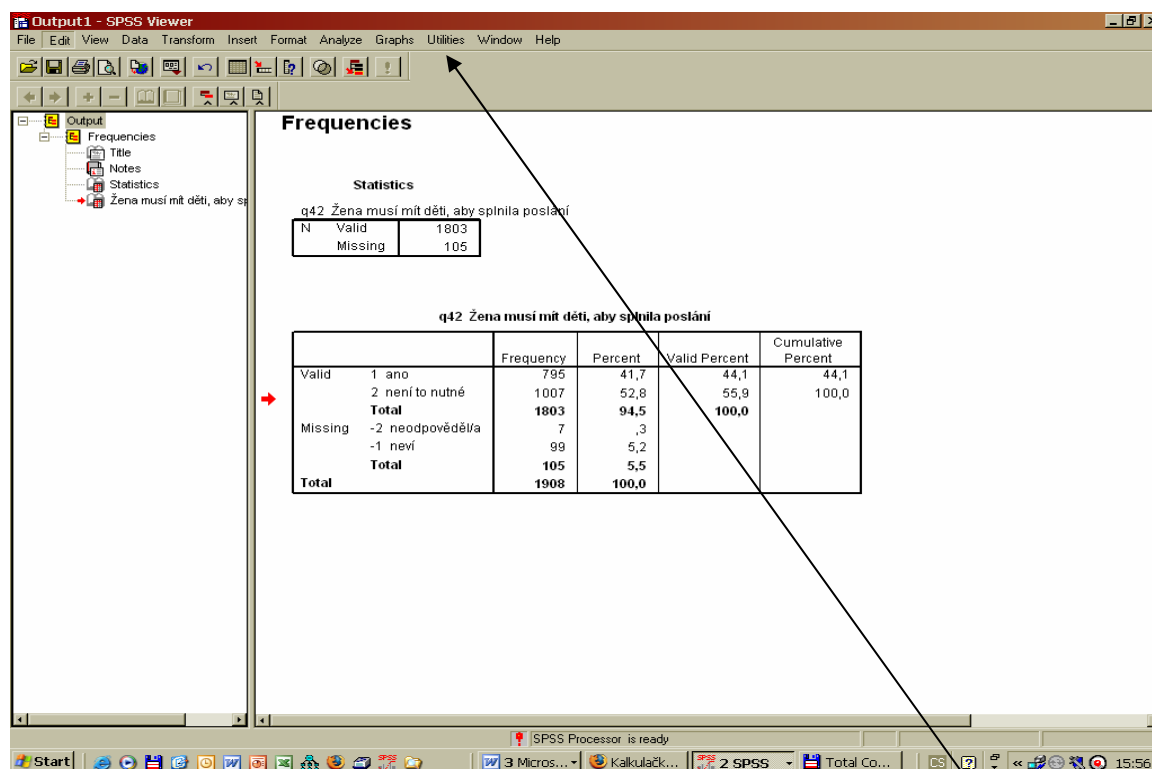 Output1 - SPSS Viewer
File Edit View Data Transform Insert Format Analyze Graphs Utilities Window Help
Output
Frequencies
Title
Notes
Statistics
Žena musí mít děti, aby sp
Frequencies
Statistics
q42 Žena musí mít děti, aby splnila poslání
N Valid 1803
Missing 105
q42 Žena musí mít děti, aby splnila poslání
Frequency Percent Valid Percent Cumulative Percent
Valid 1 ano 795 41,7 44,1 44,1
2 není to nutné 1007 52,8 55,9 100,0
Total 1803 94,5 100,0
Missing -2 neodpověděl/a 7 ,3
-1 neví 99 5,2
Total 105 5,5
Total 1908 100,0
SPSS Processor is ready
Start 3 Micros... Kalkulačk... 2 SPSS Total Co... CS 15:56